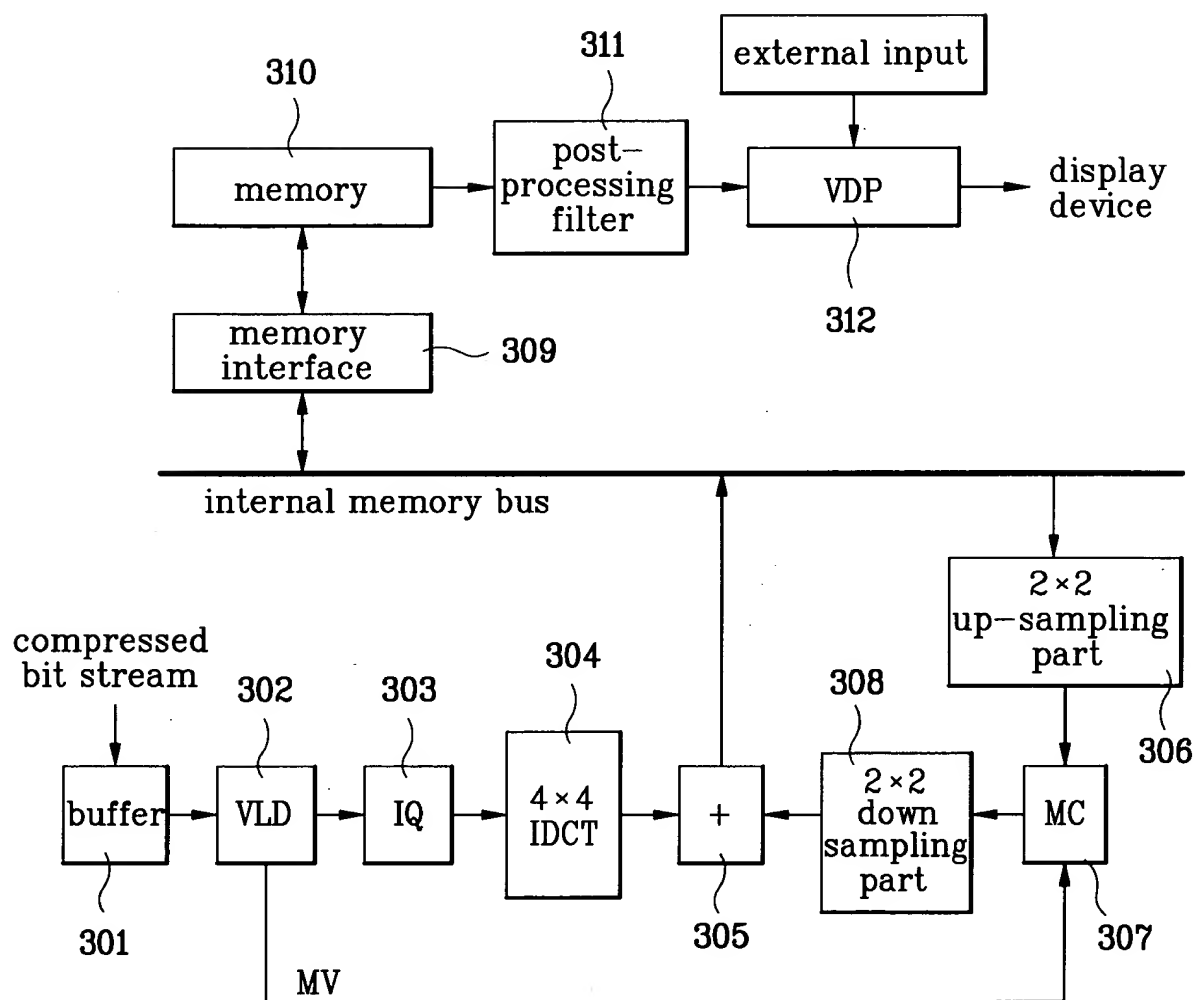 external input
311
310
post-
processing
filter
memory
VDP
display
device
312
memory
interface
309
internal memory bus
2×2
up-sampling
part
306
compressed
bit stream
302
303
304
308
buffer
VLD
IQ
4×4
IDCT
+
2×2
down
sampling
part
MC
301
305
307
MV